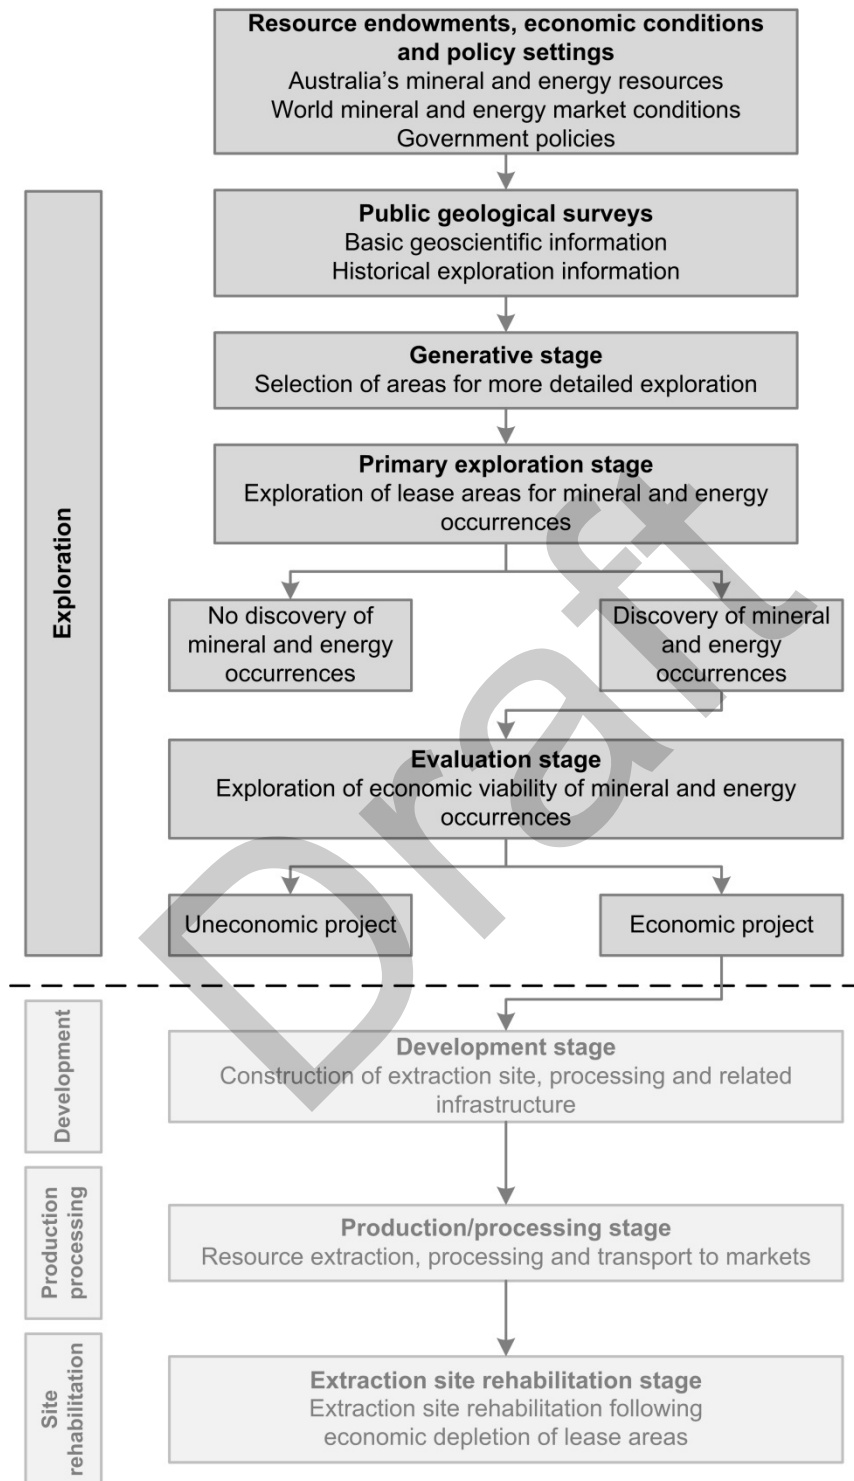 Resource endowments, economic conditions
and policy settings
Australia’s mineral and energy resources
World mineral and energy market conditions
Government policies
Exploration
Public geological surveys
Basic geoscientific information
Historical exploration information
Generative stage
Selection of areas for more detailed exploration
Primary exploration stage
Exploration of lease areas for mineral and energy
occurrences
No discovery of
mineral and energy
occurrences
Discovery of mineral
and energy
occurrences
Evaluation stage
Exploration of economic viability of mineral and energy
occurrences
Uneconomic project
Economic project
Draft
Development
Development stage
Construction of extraction site, processing and related
infrastructure
Production
processing
Production/processing stage
Resource extraction, processing and transport to markets
Site
rehabilitation
Extraction site rehabilitation stage
Extraction site rehabilitation following
economic depletion of lease areas